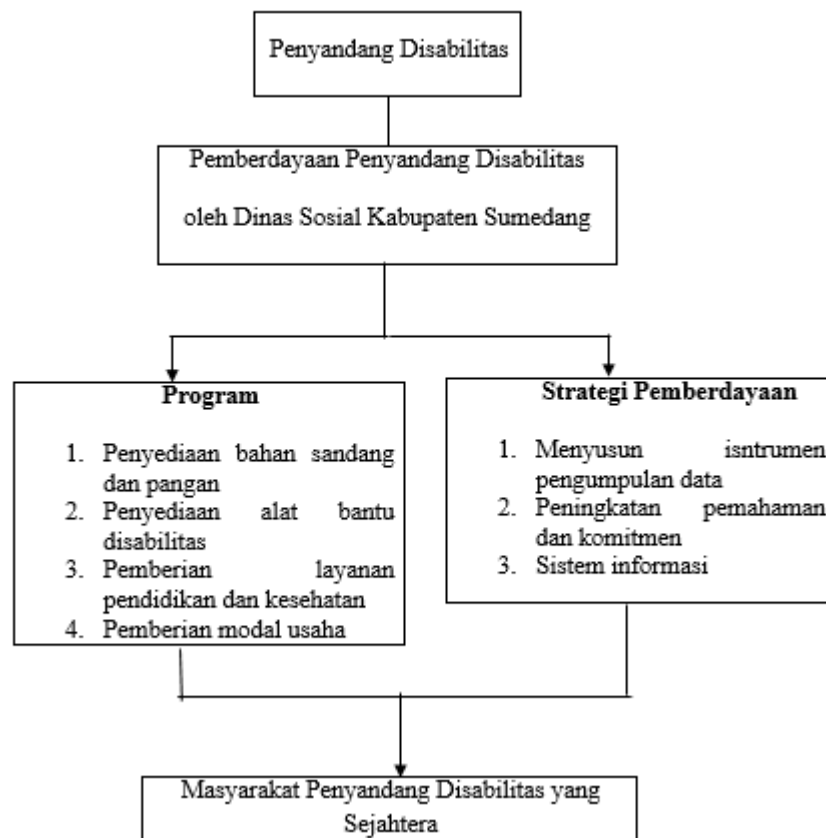 Penyandang Disabilitas
Pemberdayaan Penyandang Disabilitas
oleh Dinas Sosial Kabupaten Sumedang
Program
1. Penyediaan bahan sandang
dan pangan
2. Penyediaan alat bantu
disabilitas
3. Pemberian layanan
pendidikan dan kesehatan
4. Pemberian modal usaha
Strategi Pemberdayaan
1. Menyusun isntrumen
pengumpulan data
2. Peningkatan pemahaman
dan komitmen
3. Sistem informasi
Masyarakat Penyandang Disabilitas yang
Sejahtera